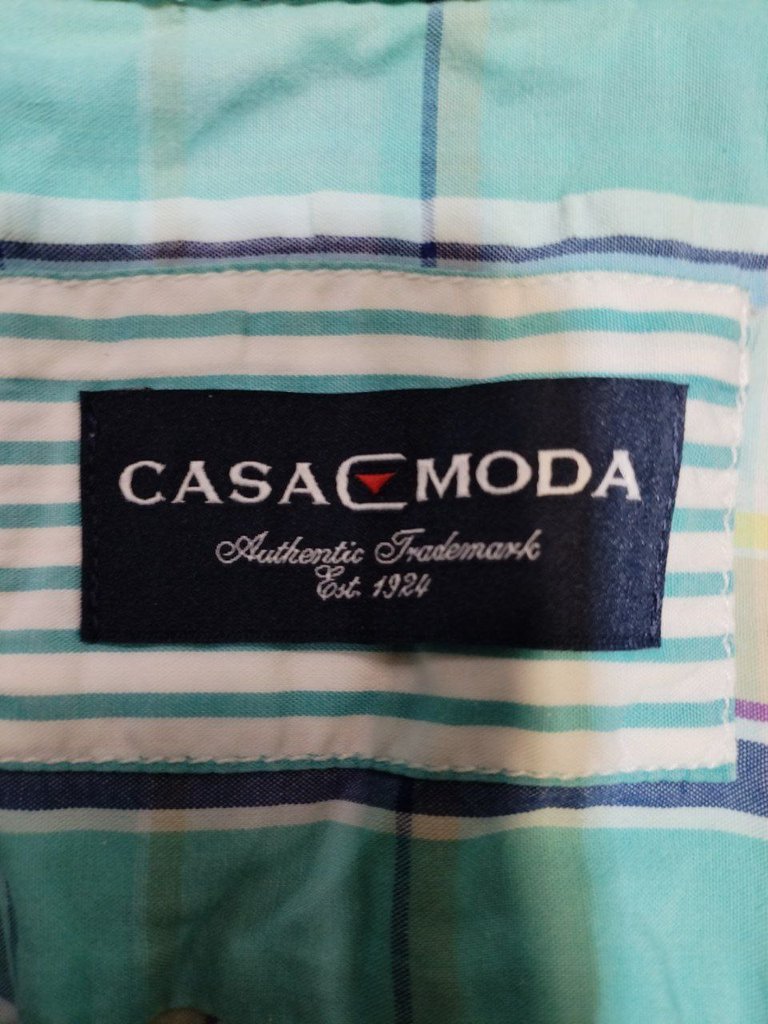 CASA MODA
Authentic Trademark
Est. 1924